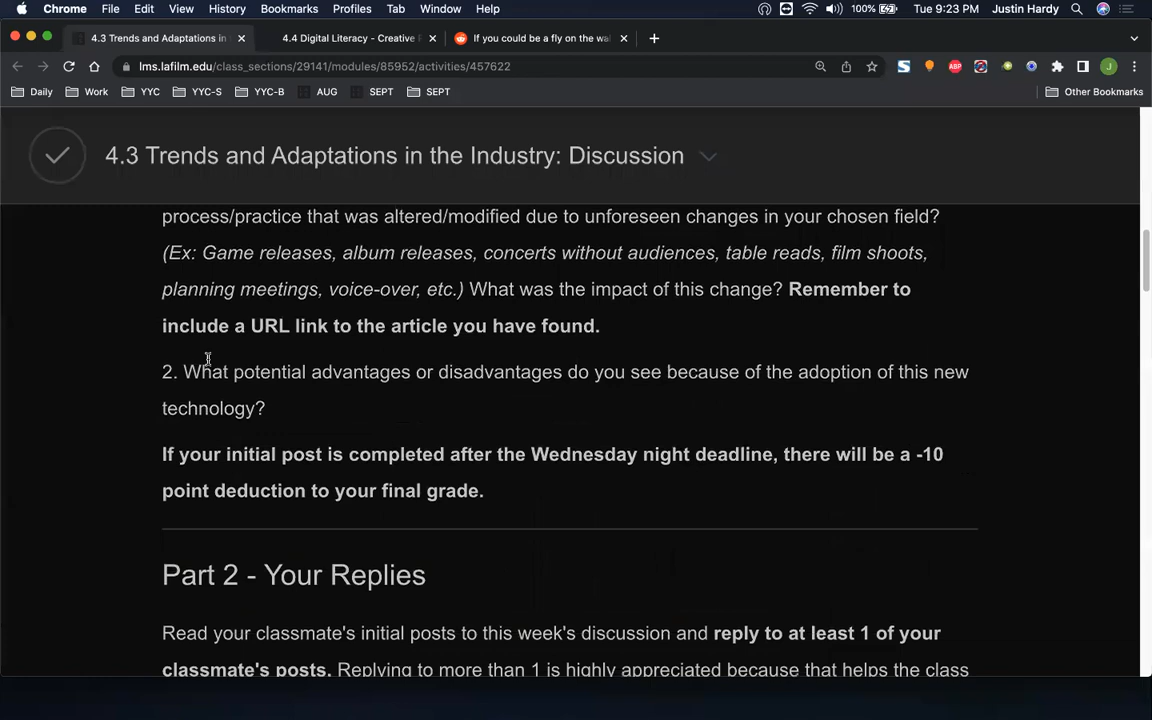 Chrome File Edit View History Bookmarks Profiles Tab Window Help 100% Tue 9:23 PM Justin Hardy
4.3 Trends and Adaptations in 4.4 Digital Literacy - Creative If you could be a fly on the wa
lms.lafilm.edu/class_sections/29141/modules/85952/activities/457622
Daily Work YYC YYC-S YYC-B AUG SEPT SEPT Other Bookmarks
4.3 Trends and Adaptations in the Industry: Discussion
process/practice that was altered/modified due to unforeseen changes in your chosen field?
(Ex: Game releases, album releases, concerts without audiences, table reads, film shoots,
planning meetings, voice-over, etc.) What was the impact of this change? Remember to
include a URL link to the article you have found.
2. What potential advantages or disadvantages do you see because of the adoption of this new
technology?
If your initial post is completed after the Wednesday night deadline, there will be a -10
point deduction to your final grade.
Part 2 - Your Replies
Read your classmate's initial posts to this week's discussion and reply to at least 1 of your
classmate's posts. Replying to more than 1 is highly appreciated because that helps the class